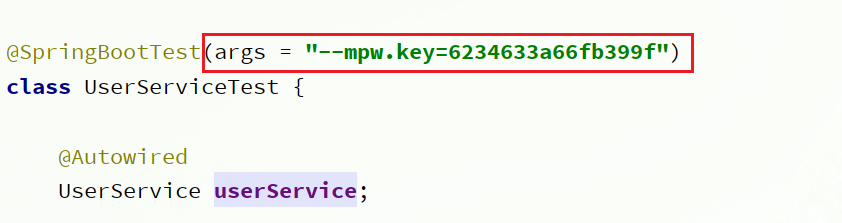 @SpringBootTest(args = "--mpw.key=6234633a66fb399f")
class UserServiceTest {
@Autowired
UserService userService;